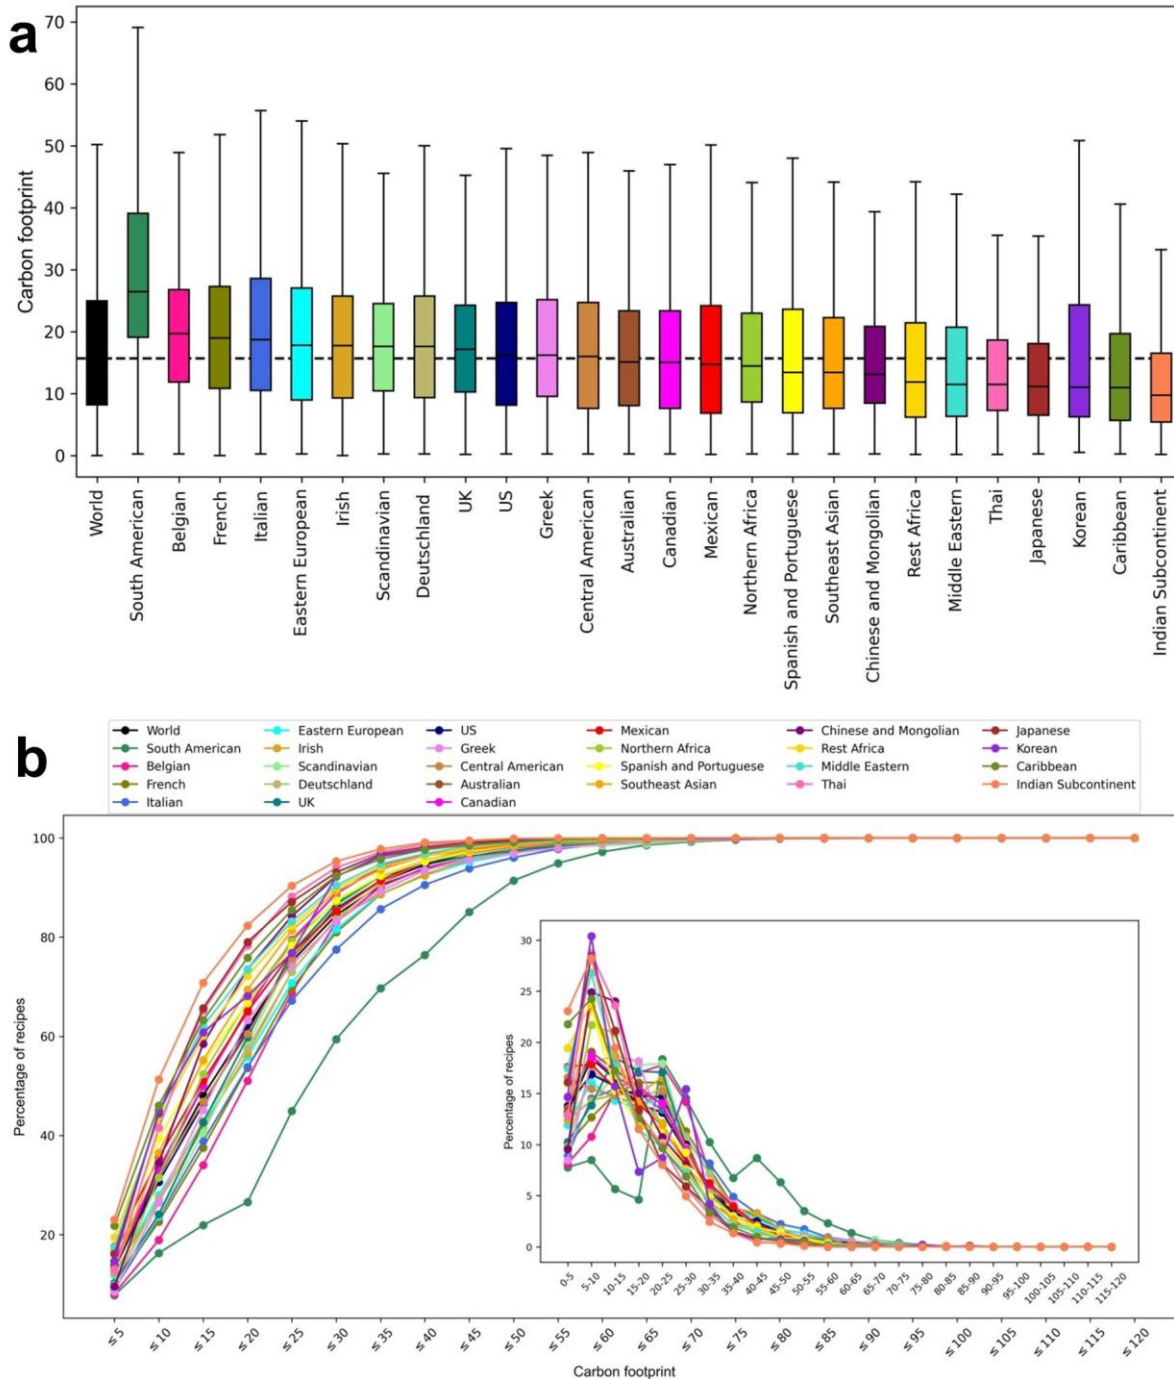 a
70
60
50
40
30
20
10
0
Carbon footprint
World
South American
Belgian
French
Italian
Eastern European
Irish
Scandinavian
Deutschland
UK
US
Greek
Central American
Australian
Canadian
Mexican
Northern Africa
Spanish and Portuguese
Southeast Asian
Chinese and Mongolian
Rest Africa
Middle Eastern
Thai
Japanese
Korean
Caribbean
Indian Subcontinent
b
World
South American
Belgian
French
Italian
Eastern European
Irish
Scandinavian
Deutschland
UK
US
Greek
Central American
Australian
Canadian
Mexican
Northern Africa
Spanish and Portuguese
Southeast Asian
Chinese and Mongolian
Rest Africa
Middle Eastern
Thai
Japanese
Korean
Caribbean
Indian Subcontinent
100
80
60
40
20
Percentage of recipes
30
25
20
15
10
5
0
Percentage of recipes
0-5
5-10
10-15
15-20
20-25
25-30
30-35
35-40
40-45
45-50
50-55
55-60
60-65
65-70
70-75
75-80
80-85
85-90
90-95
95-100
100-105
105-110
110-115
115-120
≤ 5
≤ 10
≤ 15
≤ 20
≤ 25
≤ 30
≤ 35
≤ 40
≤ 45
≤ 50
≤ 55
≤ 60
≤ 65
≤ 70
≤ 75
≤ 80
≤ 85
≤ 90
≤ 95
≤ 100
≤ 105
≤ 110
≤ 115
≤ 120
Carbon footprint